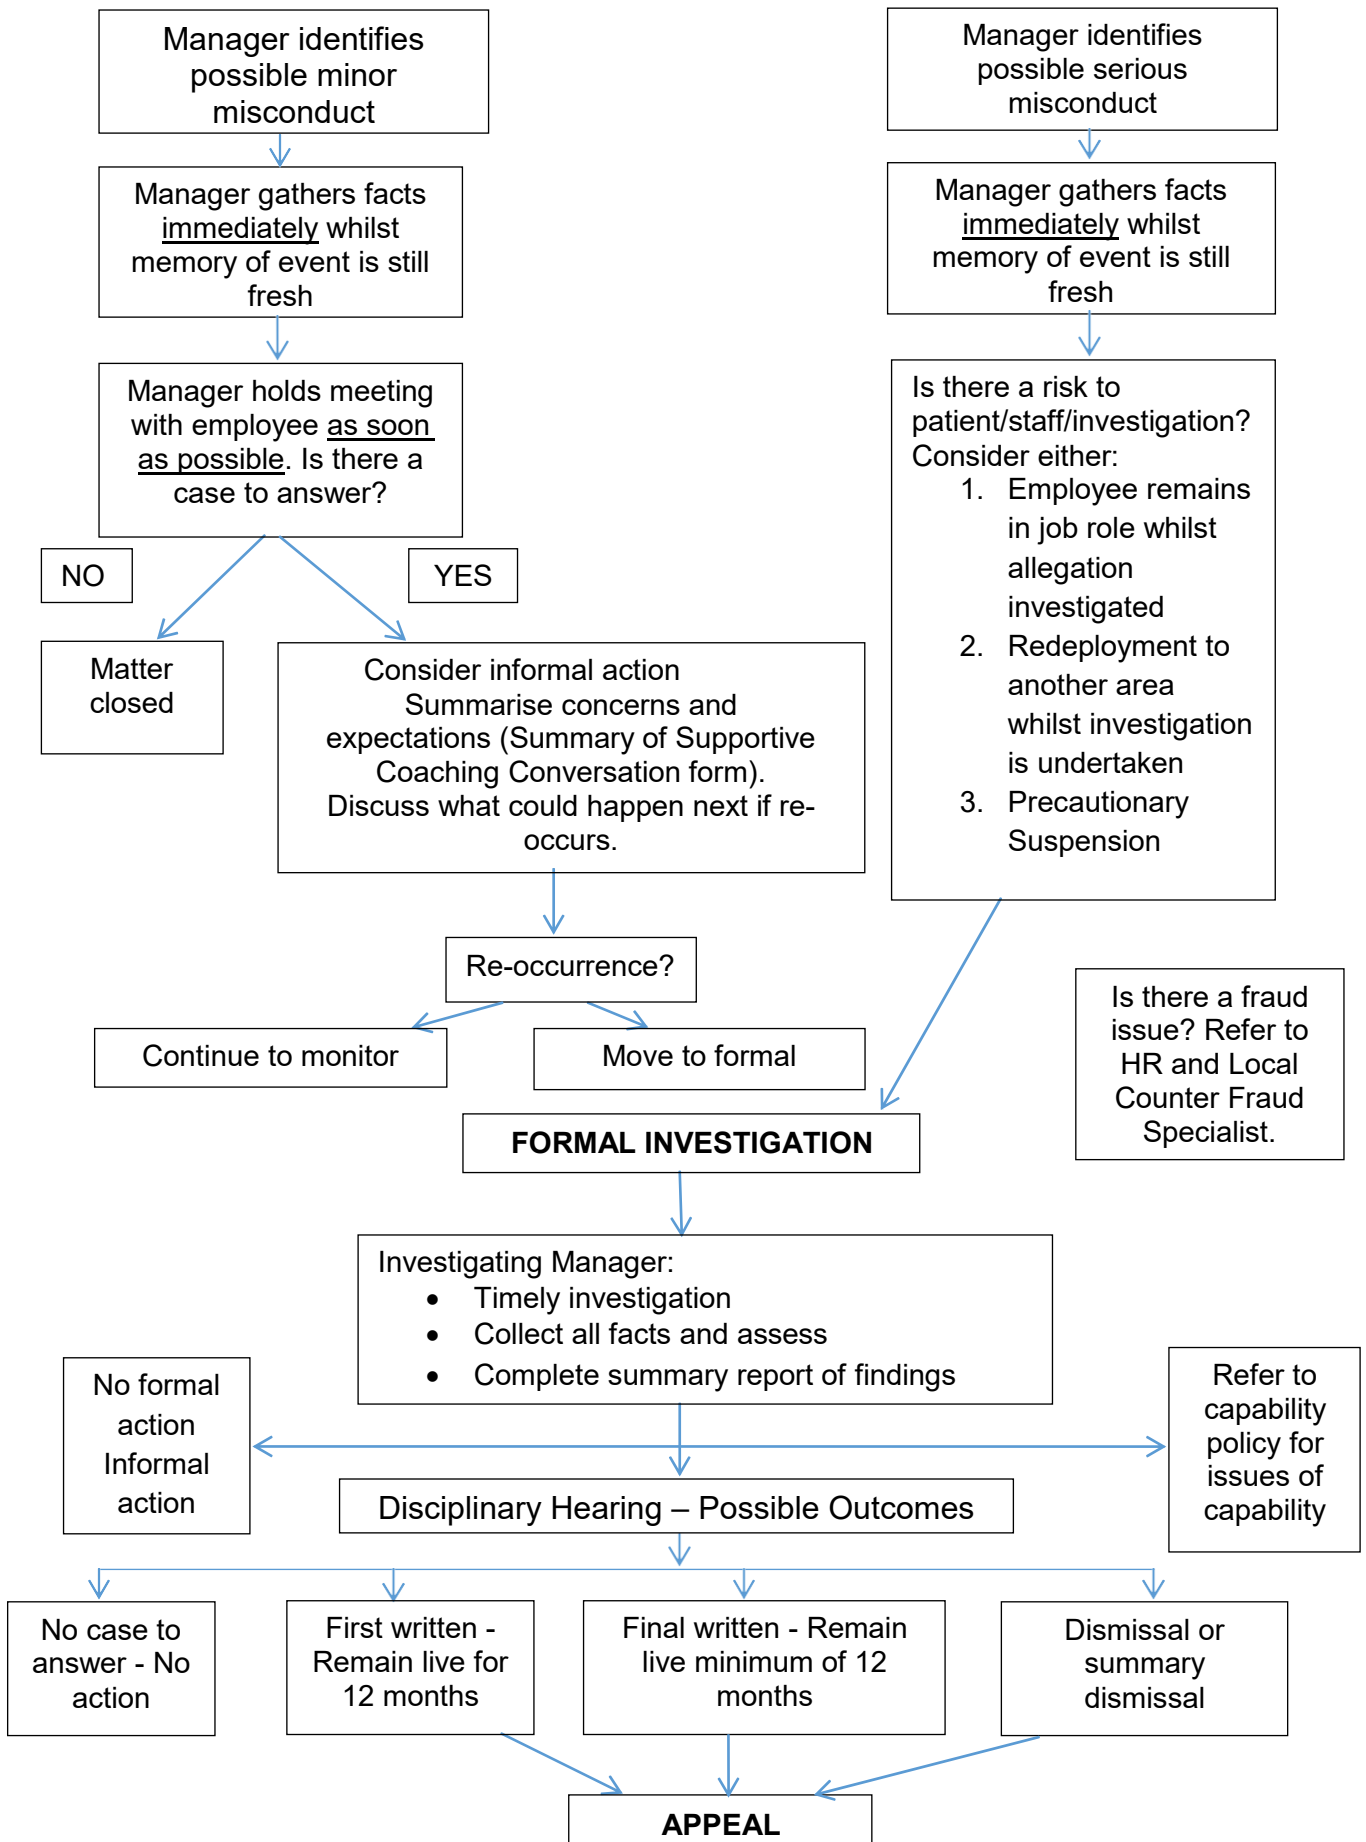 Manager identifies
possible minor
misconduct
Manager identifies
possible serious
misconduct
Manager gathers facts
immediately whilst
memory of event is still
fresh
Manager gathers facts
immediately whilst
memory of event is still
fresh
Manager holds meeting
with employee as soon
as possible. Is there a
case to answer?
Is there a risk to
patient/staff/investigation?
Consider either:
1. Employee remains
in job role whilst
allegation
investigated
2. Redeployment to
another area
whilst investigation
is undertaken
3. Precautionary
Suspension
NO
YES
Matter
closed
Consider informal action
Summarise concerns and
expectations (Summary of Supportive
Coaching Conversation form).
Discuss what could happen next if re-
occurs.
Re-occurrence?
Is there a fraud
issue? Refer to
HR and Local
Counter Fraud
Specialist.
Continue to monitor
Move to formal
FORMAL INVESTIGATION
Investigating Manager:
• Timely investigation
• Collect all facts and assess
• Complete summary report of findings
No formal
action
Informal
action
Refer to
capability
policy for
issues of
capability
Disciplinary Hearing – Possible Outcomes
No case to
answer - No
action
First written -
Remain live for
12 months
Final written - Remain
live minimum of 12
months
Dismissal or
summary
dismissal
APPEAL